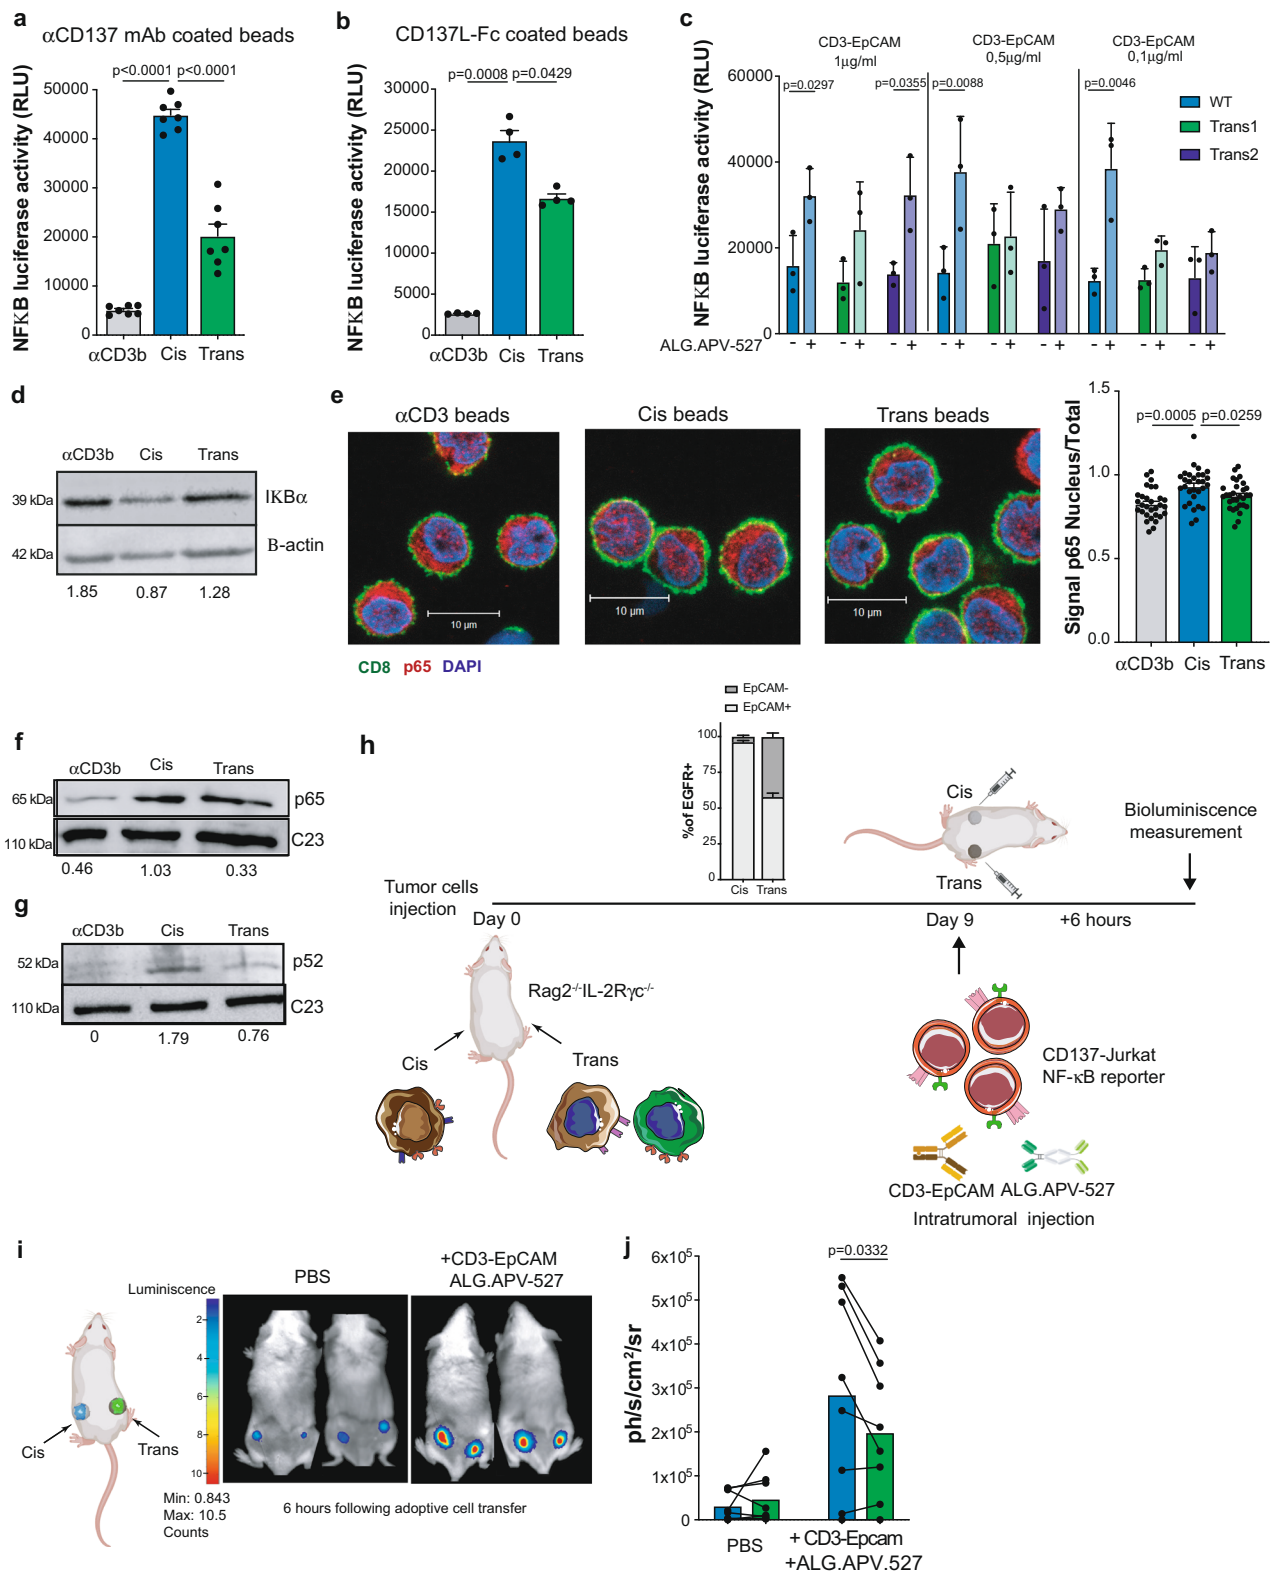 a
αCD137 mAb coated beads
p<0.0001 p<0.0001
NFKB luciferase activity (RLU)
50000
40000
30000
20000
10000
0
αCD3b Cis Trans
b
CD137L-Fc coated beads
p=0.0008 p=0.0429
NFKB luciferase activity (RLU)
30000
25000
20000
15000
10000
5000
0
αCD3b Cis Trans
c
CD3-EpCAM
1µg/ml
CD3-EpCAM
0,5µg/ml
CD3-EpCAM
0,1µg/ml
p=0.0297 p=0.0355 p=0.0088 p=0.0046
WT
Trans1
Trans2
NFKB luciferase activity (RLU)
60000
40000
20000
0
ALG.APV-527 - + - + - + - + - + - + - + - + - +
d
αCD3b Cis Trans
39 kDa IKBα
42 kDa B-actin
1.85 0.87 1.28
e
αCD3 beads Cis beads Trans beads
10 µm 10 µm 10 µm
CD8 p65 DAPI
Signal p65 Nucleus/Total
1.5
1.0
0.5
0.0
p=0.0005 p=0.0259
αCD3b Cis Trans
f
αCD3b Cis Trans
65 kDa p65
110 kDa C23
0.46 1.03 0.33
g
αCD3b Cis Trans
52 kDa p52
110 kDa C23
0 1.79 0.76
h
EpCAM-
EpCAM+
%of EGFR+
100
75
50
25
0
Cis Trans
Cis
Trans
Bioluminiscence
measurement
Tumor cells
injection
Day 0 Day 9 +6 hours
Rag2-/-IL-2Rγc-/-
Cis Trans
CD137-Jurkat
NF-κB reporter
CD3-EpCAM ALG.APV-527
Intratrumoral injection
i
Luminiscence
2
4
6
8
10
Min: 0.843
Max: 10.5
Counts
Cis Trans
PBS
+CD3-EpCAM
ALG.APV-527
6 hours following adoptive cell transfer
j
ph/s/cm²/sr
6x10⁵
5x10⁵
4x10⁵
3x10⁵
2x10⁵
1x10⁵
0
p=0.0332
PBS
+ CD3-Epcam
+ALG.APV.527